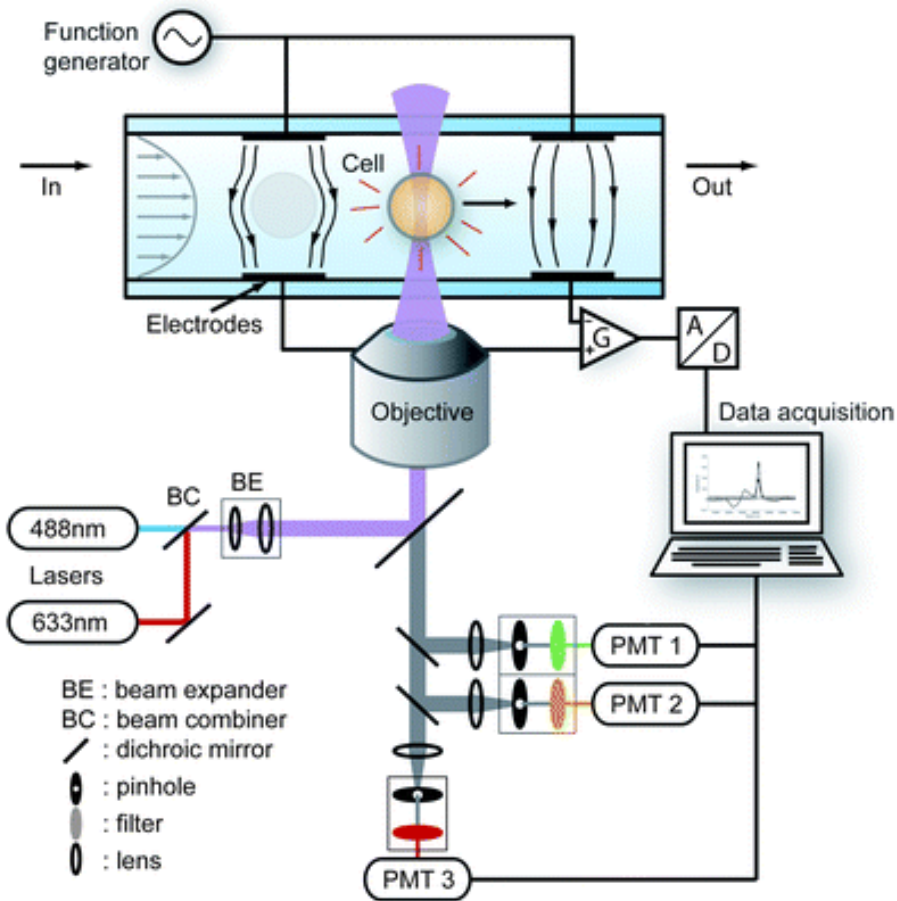 Function
generator
Cell
In
Out
Electrodes
-
+
G
A
D
Objective
Data acquisition
BC
BE
488nm
Lasers
633nm
PMT 1
PMT 2
BE : beam expander
BC : beam combiner
: dichroic mirror
: pinhole
: filter
: lens
PMT 3